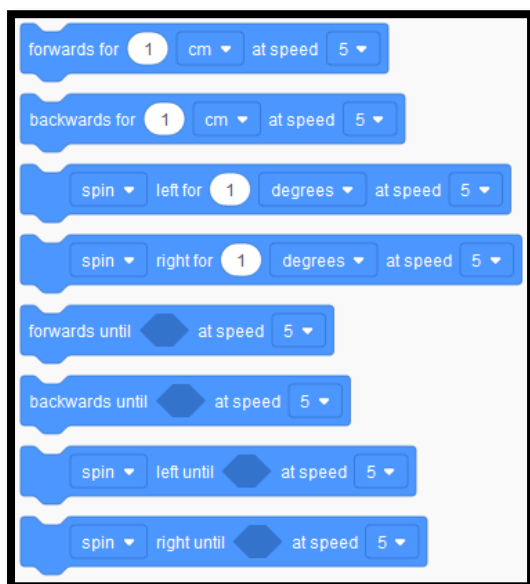 forwards for 1 cm at speed 5
backwards for 1 cm at speed 5
spin left for 1 degrees at speed 5
spin right for 1 degrees at speed 5
forwards until at speed 5
backwards until at speed 5
spin left until at speed 5
spin right until at speed 5